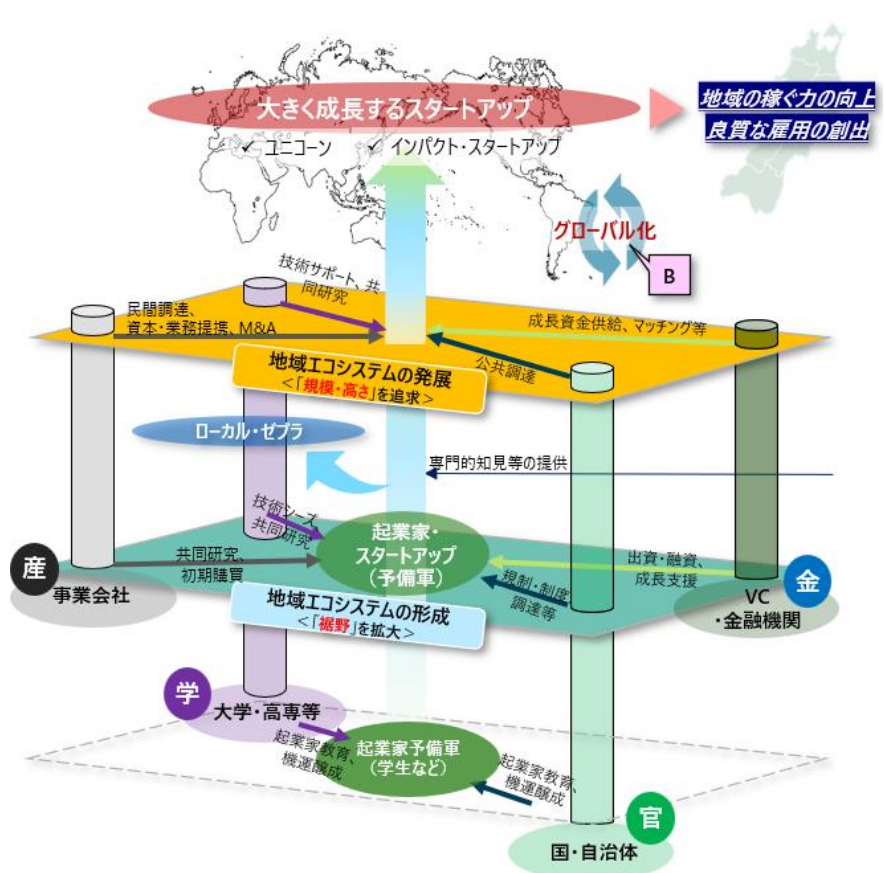 大きく成長するスタートアップ
✓ ユニコーン
✓ インパクト・スタートアップ
地域の稼ぐ力の向上
良質な雇用の創出
グローバル化
B
技術サポート、共
同研究
民間調達、
資本・業務提携、M&A
成長資金供給、マッチング等
公共調達
地域エコシステムの発展
<「規模・高さ」を追求>
ローカル・ゼブラ
専門的知見等の提供
技術シーズ、
共同研究
起業家・
スタートアップ
(予備軍)
共同研究、
初期購買
出資・融資、
成長支援
規制・制度
調達等
産
事業会社
金
VC
・金融機関
地域エコシステムの形成
<「裾野」を拡大>
学
大学・高専等
起業家教育、
機運醸成
起業家予備軍
(学生など)
起業家教育、
機運醸成
官
国・自治体